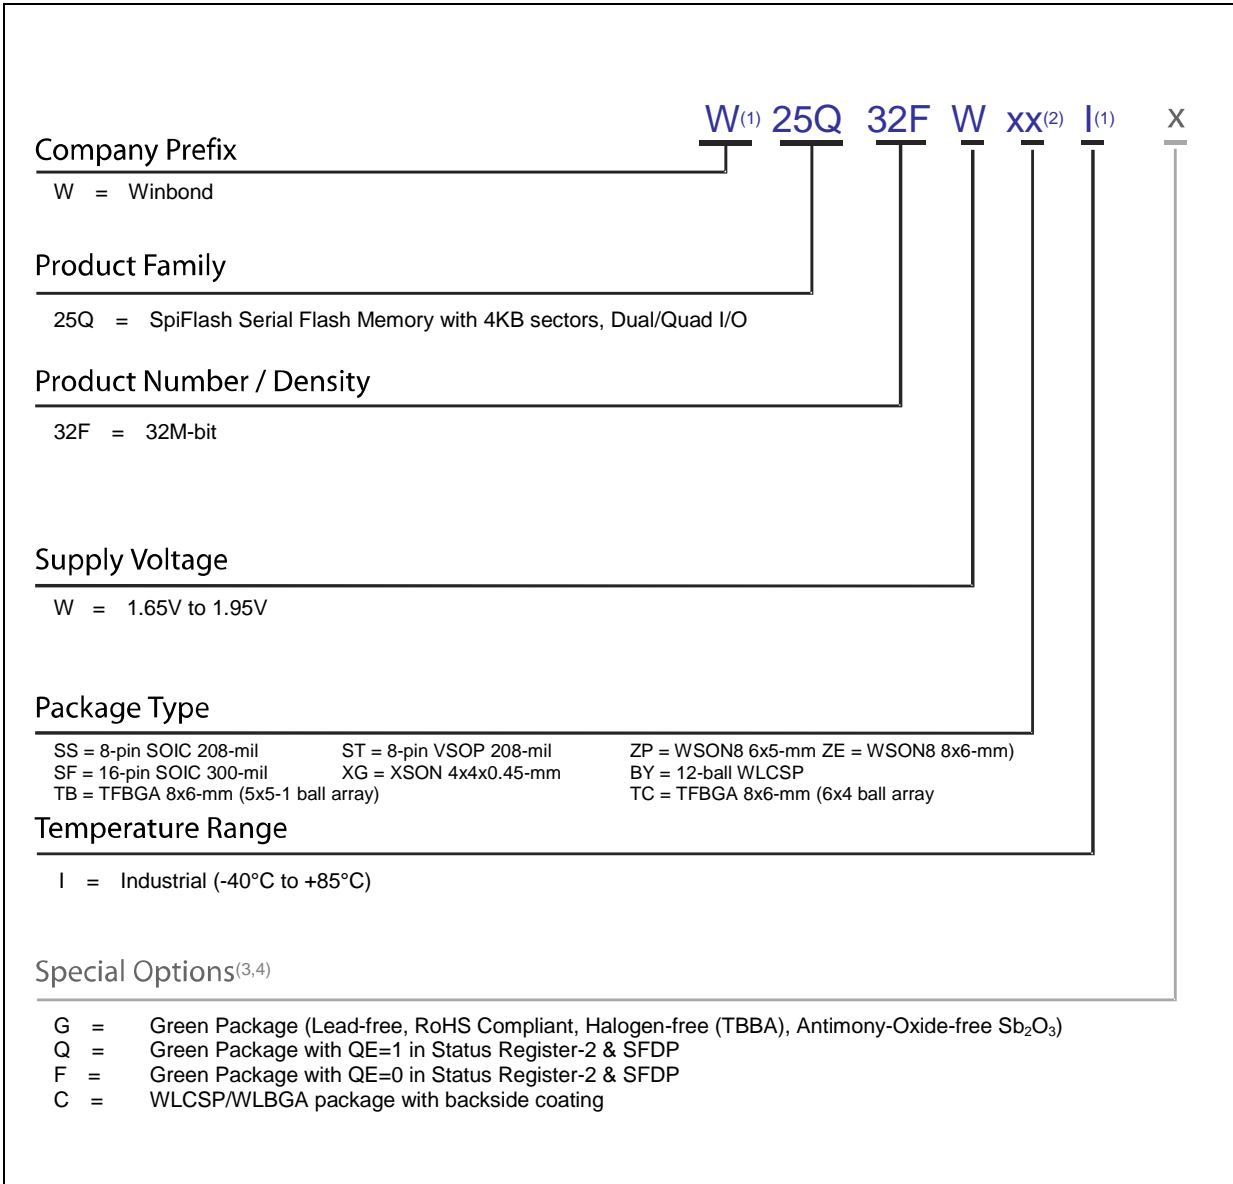 W(1) 25Q 32F W xx(2) I(1) x
Company Prefix
W = Winbond
Product Family
25Q = SpiFlash Serial Flash Memory with 4KB sectors, Dual/Quad I/O
Product Number / Density
32F = 32M-bit
Supply Voltage
W = 1.65V to 1.95V
Package Type
SS = 8-pin SOIC 208-mil ST = 8-pin VSOP 208-mil ZP = WSON8 6x5-mm ZE = WSON8 8x6-mm)
SF = 16-pin SOIC 300-mil XG = XSON 4x4x0.45-mm BY = 12-ball WLCSP
TB = TFBGA 8x6-mm (5x5-1 ball array) TC = TFBGA 8x6-mm (6x4 ball array
Temperature Range
I = Industrial (-40°C to +85°C)
Special Options(3,4)
G = Green Package (Lead-free, RoHS Compliant, Halogen-free (TBBA), Antimony-Oxide-free Sb₂O₃)
Q = Green Package with QE=1 in Status Register-2 & SFDP
F = Green Package with QE=0 in Status Register-2 & SFDP
C = WLCSP/WLBGA package with backside coating